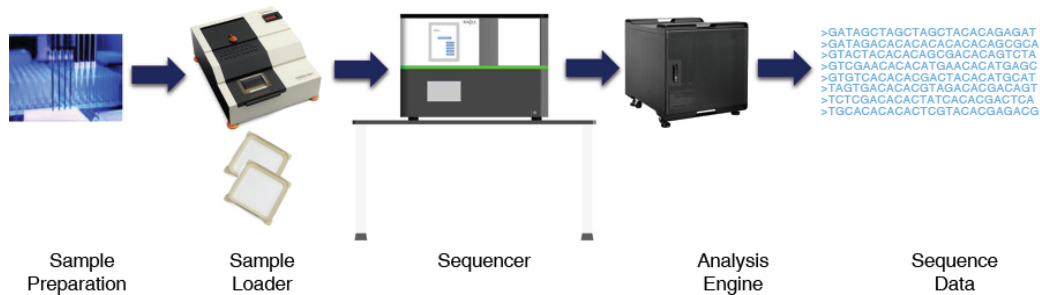 >GATAGCTAGCTAGCTACACAGAGAT
>GATAGACACACACACACACAGCGCA
>GTACTACACACAGCGACACAGTCTA
>GTCGAACACACATGAACACATGAGC
>GTGTCACACACGACTACACATGCAT
>TAGTGACACACGTAGACACGACAGT
>TCTCGACACACTATCACACGACTCA
>TGCACACACACTCGTACACGAGACG
Sample
Preparation
Sample
Loader
Sequencer
Analysis
Engine
Sequence
Data